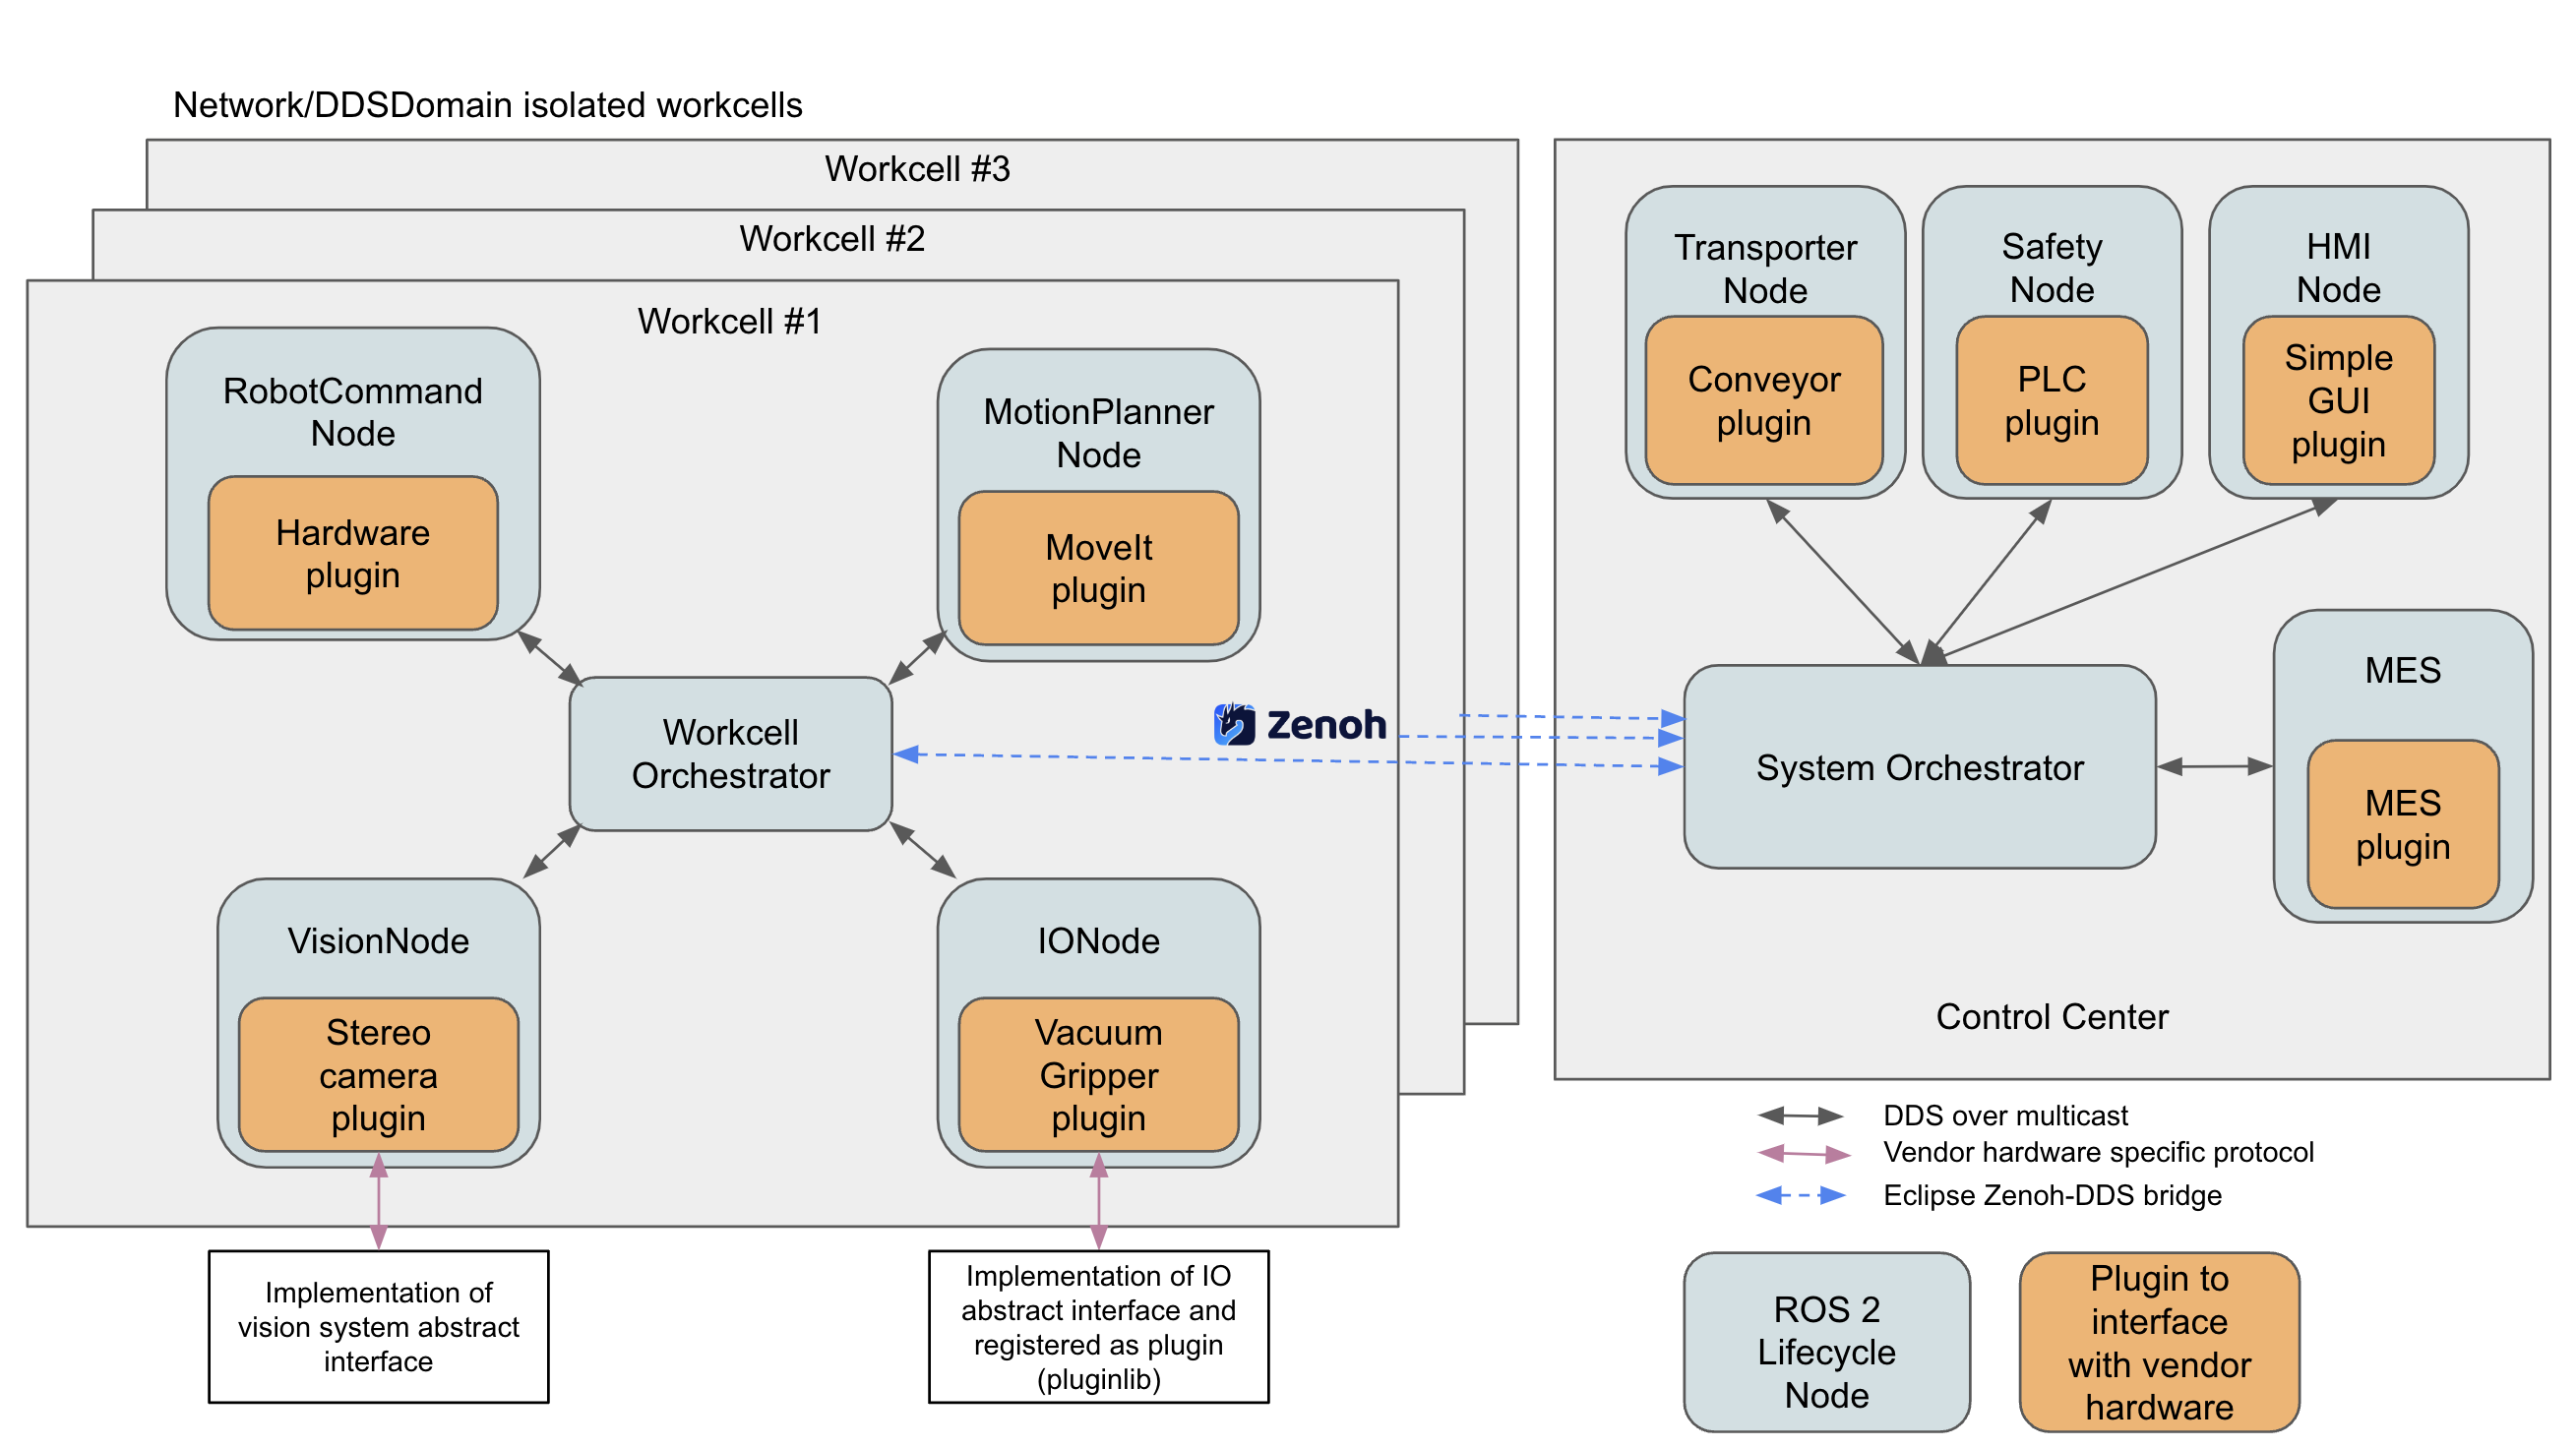 Network/DDSDomain isolated workcells
Workcell #3
Workcell #2
Workcell #1
RobotCommand
Node
Hardware
plugin
MotionPlanner
Node
MoveIt
plugin
Workcell
Orchestrator
Zenoh
VisionNode
Stereo
camera
plugin
IONode
Vacuum
Gripper
plugin
Implementation of
vision system abstract
interface
Implementation of IO
abstract interface and
registered as plugin
(pluginlib)
Transporter
Node
Conveyor
plugin
Safety
Node
PLC
plugin
HMI
Node
Simple
GUI
plugin
System Orchestrator
MES
MES
plugin
Control Center
DDS over multicast
Vendor hardware specific protocol
Eclipse Zenoh-DDS bridge
ROS 2
Lifecycle
Node
Plugin to
interface
with vendor
hardware